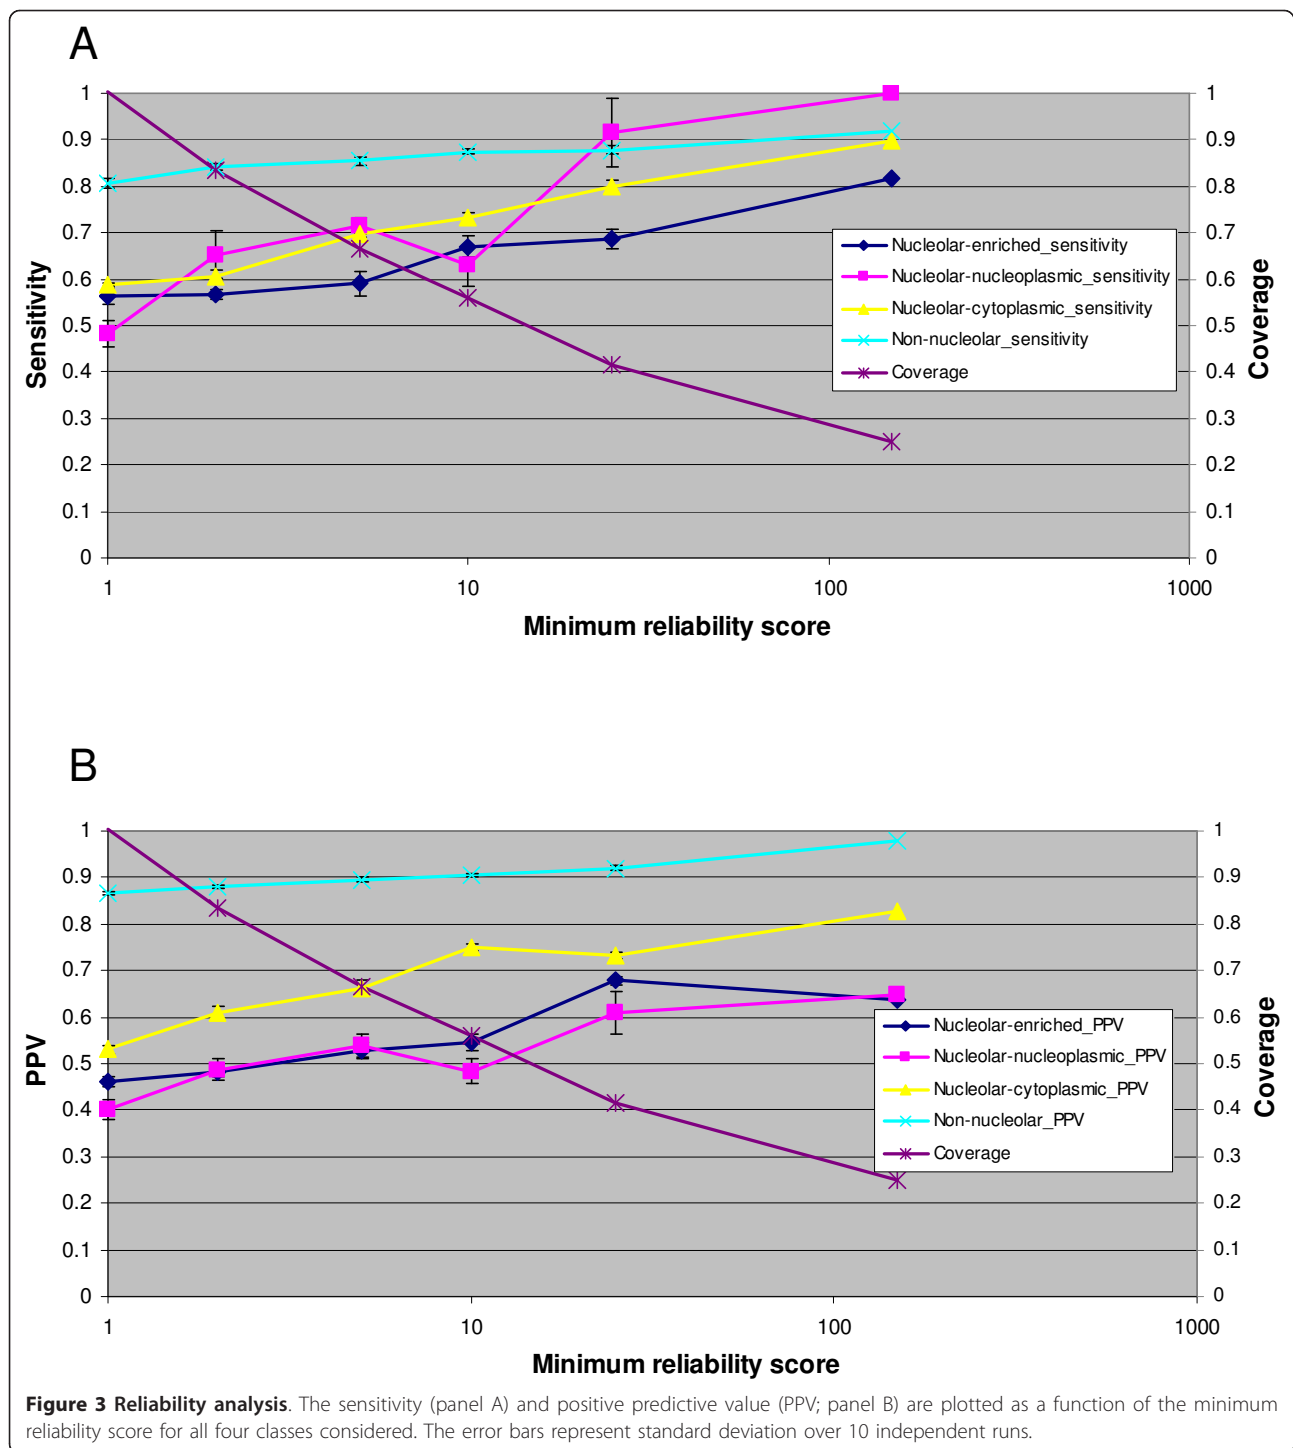 A
1
0.9
0.8
0.7
0.6
0.5
0.4
0.3
0.2
0.1
0
Sensitivity
1
0.9
0.8
0.7
0.6
0.5
0.4
0.3
0.2
0.1
0
Coverage
Nucleolar-enriched_sensitivity
Nucleolar-nucleoplasmic_sensitivity
Nucleolar-cytoplasmic_sensitivity
Non-nucleolar_sensitivity
Coverage
1
10
100
1000
Minimum reliability score
B
1
0.9
0.8
0.7
0.6
0.5
0.4
0.3
0.2
0.1
0
PPV
1
0.9
0.8
0.7
0.6
0.5
0.4
0.3
0.2
0.1
0
Coverage
Nucleolar-enriched_PPV
Nucleolar-nucleoplasmic_PPV
Nucleolar-cytoplasmic_PPV
Non-nucleolar_PPV
Coverage
1
10
100
1000
Minimum reliability score
Figure 3 Reliability analysis. The sensitivity (panel A) and positive predictive value (PPV; panel B) are plotted as a function of the minimum
reliability score for all four classes considered. The error bars represent standard deviation over 10 independent runs.